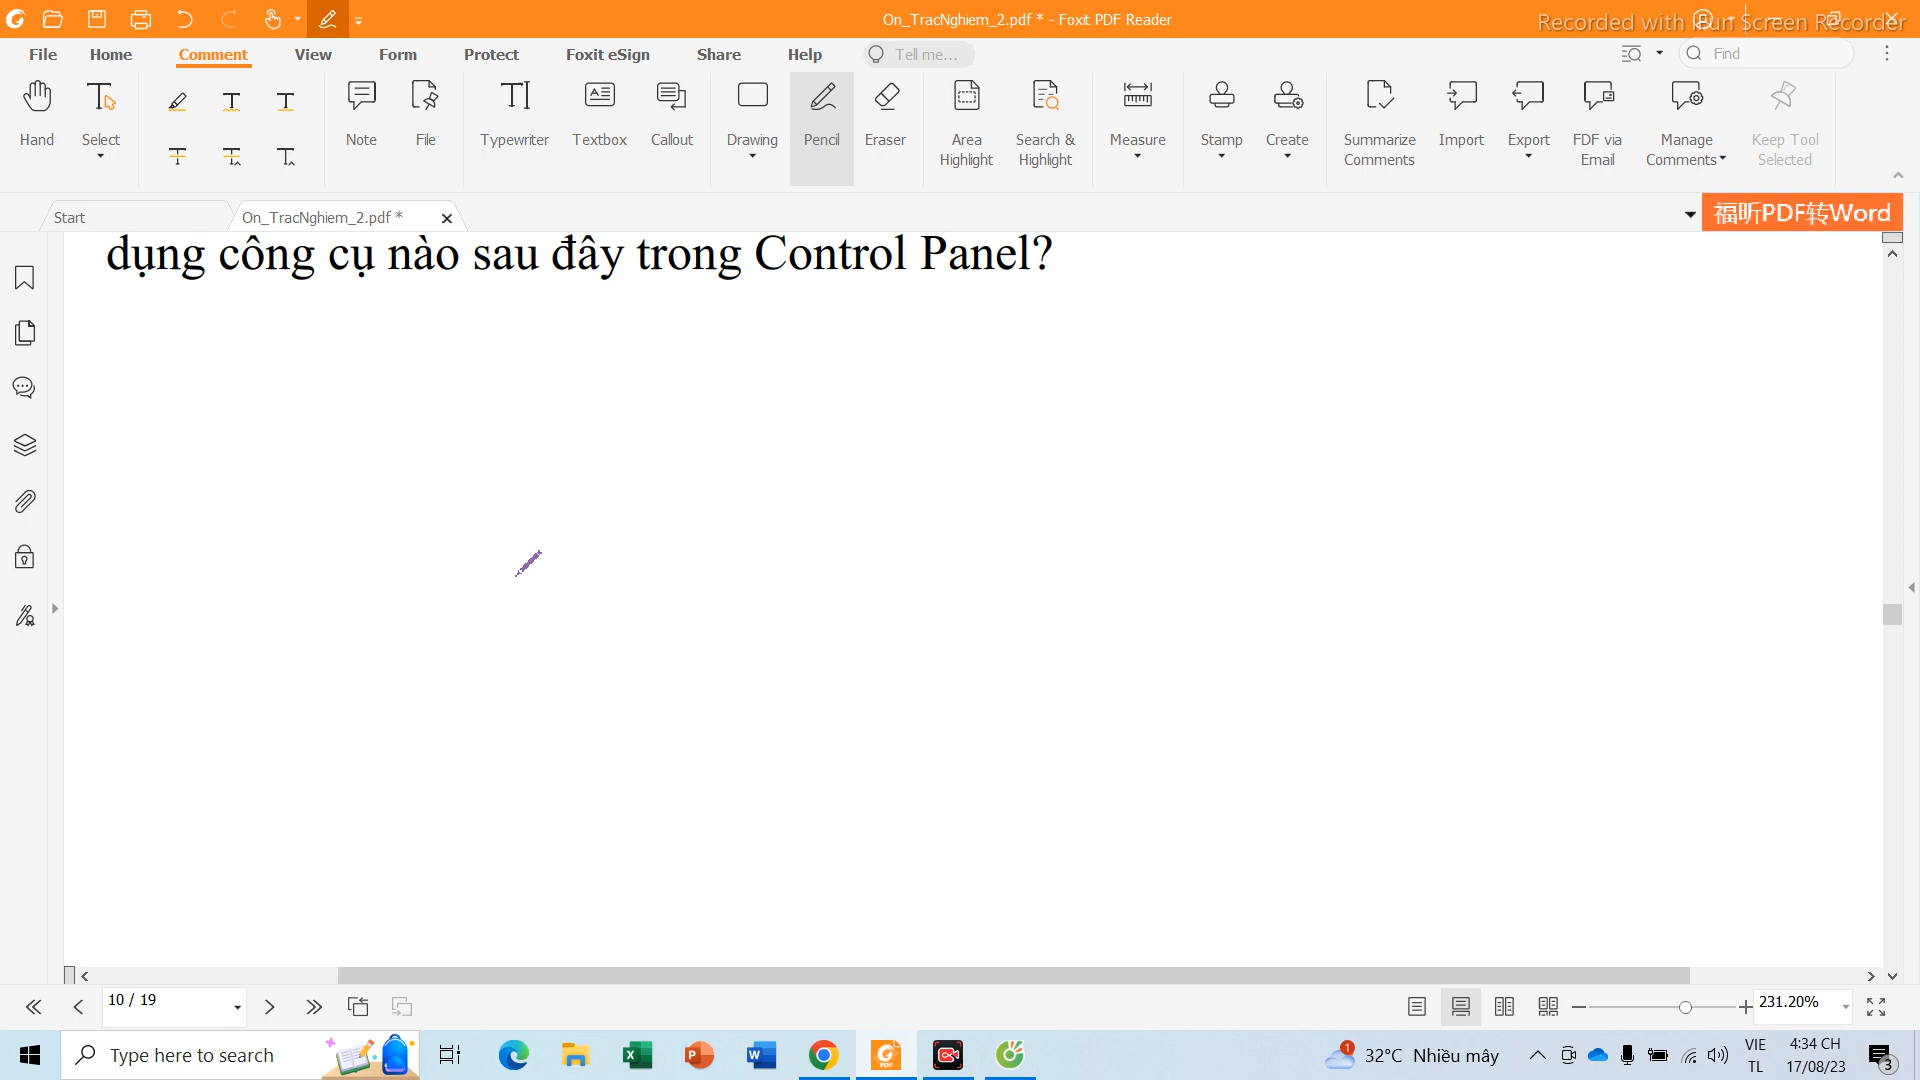 On_TracNghiem_2.pdf * - Foxit PDF Reader
Recorded with iFun Screen Recorder
File Home Comment View Form Protect Foxit eSign Share Help Tell me... Find
Hand Select Note File Typewriter Textbox Callout Drawing Pencil Eraser Area Highlight Search & Highlight Measure Stamp Create Summarize Comments Import Export FDF via Email Manage Comments Keep Tool Selected
Start On_TracNghiem_2.pdf * 福昕PDF转Word
dụng công cụ nào sau đây trong Control Panel?
10 / 19 231.20%
Type here to search 1 32°C Nhiều mây VIE TL 4:34 CH 17/08/23 3